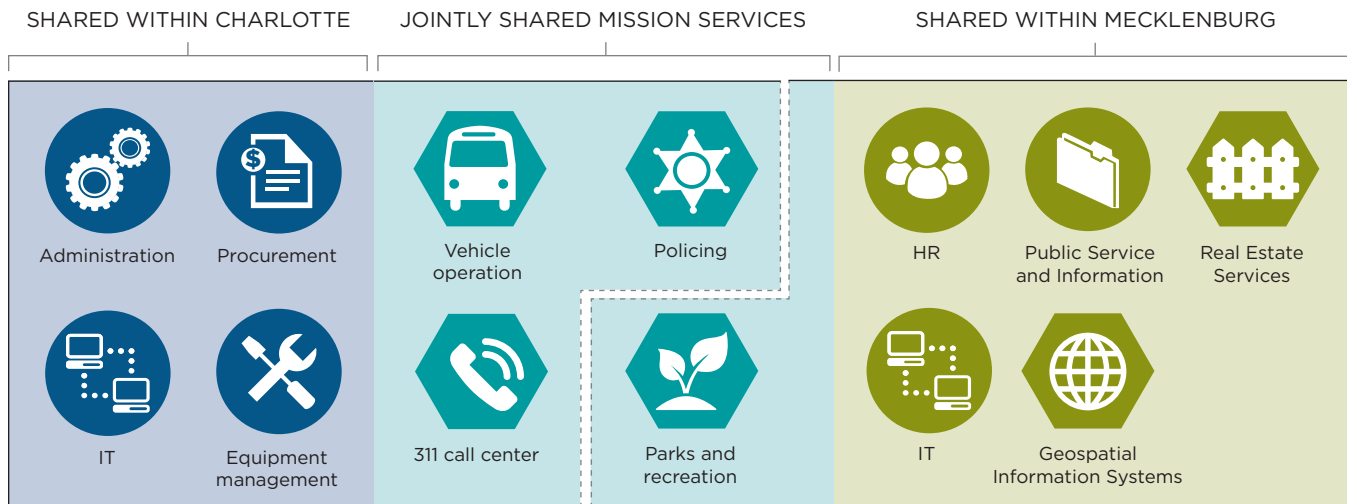 SHARED WITHIN CHARLOTTE
JOINTLY SHARED MISSION SERVICES
SHARED WITHIN MECKLENBURG
$
Administration
Procurement
Vehicle
operation
Policing
HR
Public Service
and Information
Real Estate
Services
IT
Equipment
management
311 call center
Parks and
recreation
IT
Geospatial
Information Systems